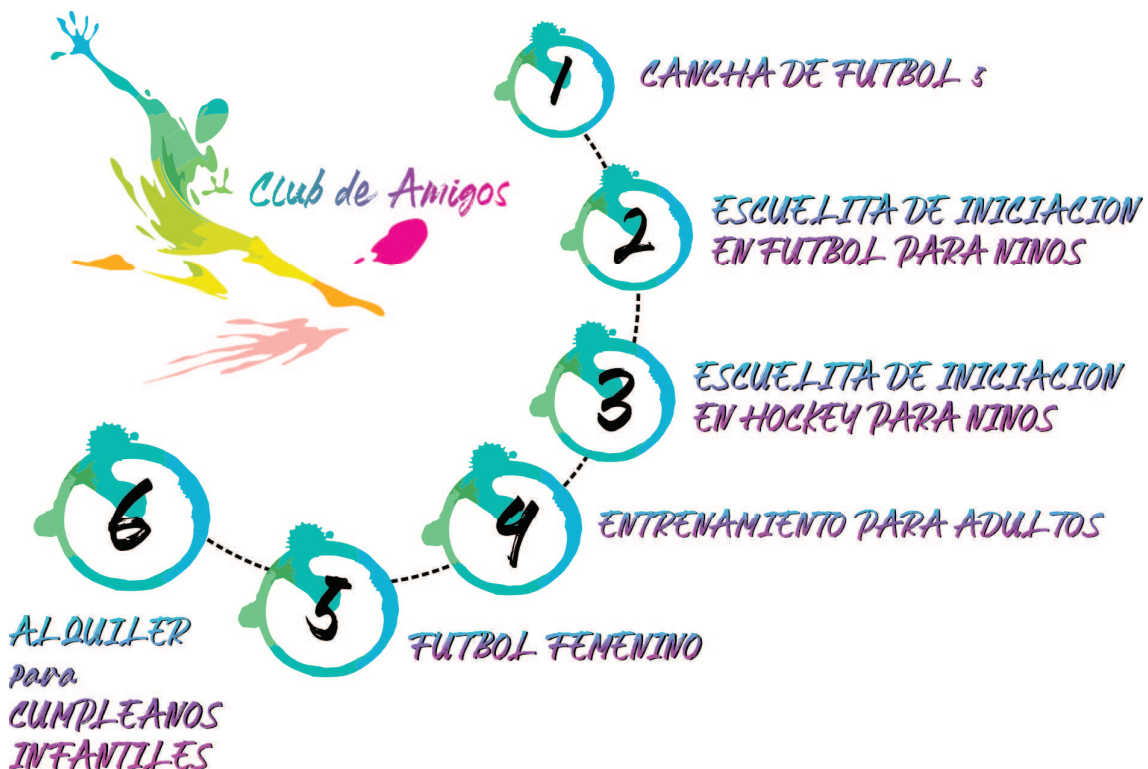 Club de Amigos
1
CANCHA DE FUTBOL 5
2
ESCUELITA DE INICIACION
EN FUTBOL PARA NINOS
3
ESCUELITA DE INICIACION
EN HOCKEY PARA NINOS
4
ENTRENAMIENTO PARA ADULTOS
5
FUTBOL FEMENINO
6
ALQUILER
para
CUMPLEANOS
INFANTILES